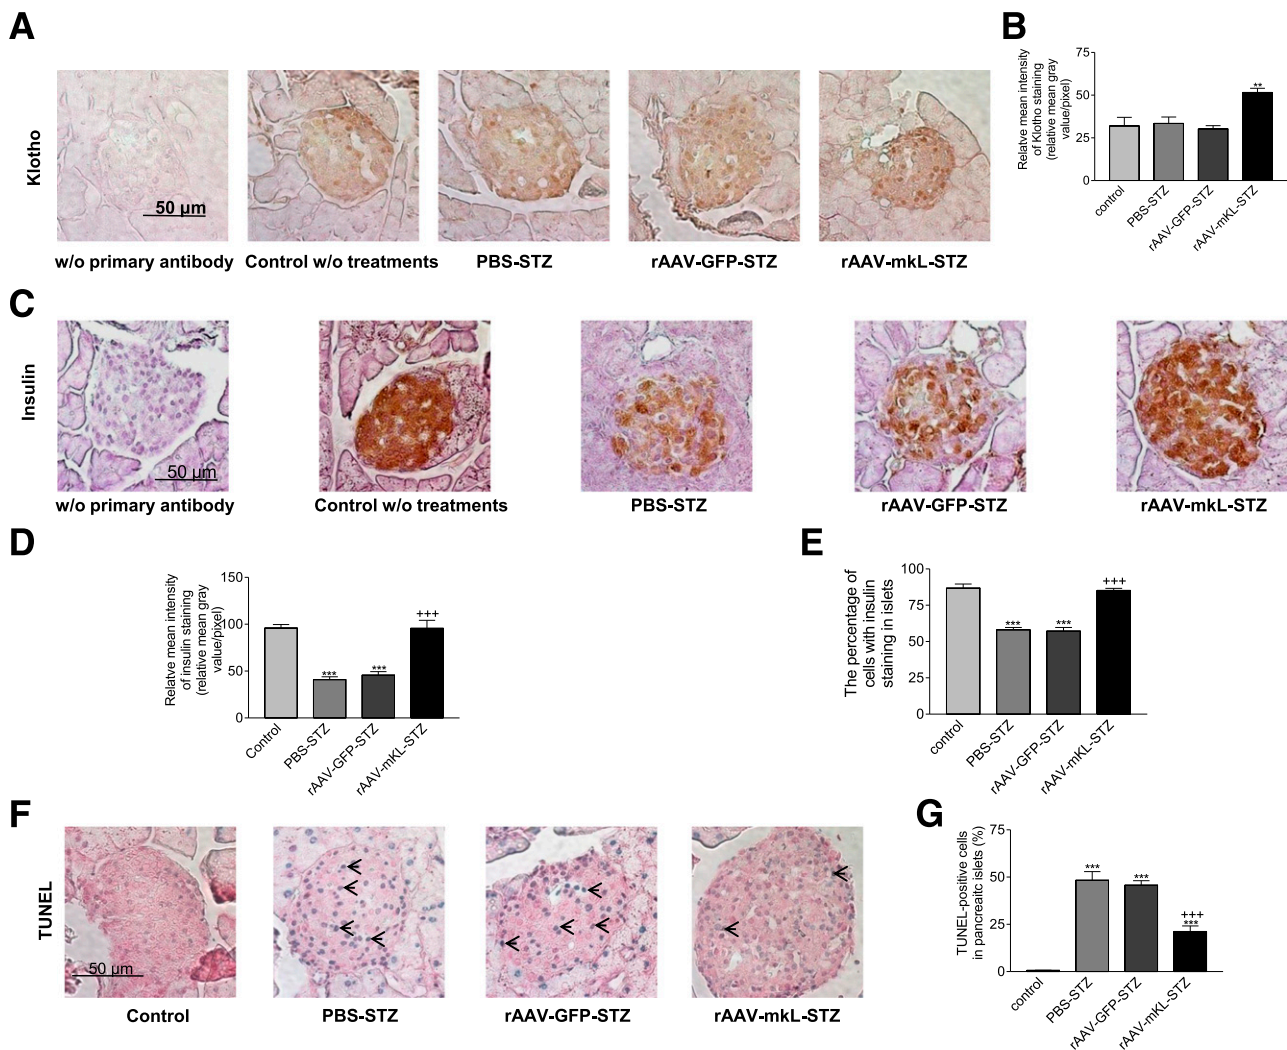 A
Klotho
50 µm
w/o primary antibody
Control w/o treatments
PBS-STZ
rAAV-GFP-STZ
rAAV-mkL-STZ
B
Relatve mean intensity
of Klotho staining
(relative mean gray
value/pixel)
75
50
25
0
**
control
PBS-STZ
rAAV-GFP-STZ
rAAV-mKL-STZ
C
Insulin
50 µm
w/o primary antibody
Control w/o treatments
PBS-STZ
rAAV-GFP-STZ
rAAV-mkL-STZ
D
Relatve mean intensity
of insulin staining
(relative mean gray
value/pixel)
150
100
50
0
***
***
+++
Control
PBS-STZ
rAAV-GFP-STZ
rAAV-mKL-STZ
E
The percentage of
cells with insulin
staining in islets
100
75
50
25
0
***
***
+++
control
PBS-STZ
rAAV-GFP-STZ
rAAV-mKL-STZ
F
TUNEL
50 µm
Control
PBS-STZ
rAAV-GFP-STZ
rAAV-mkL-STZ
G
TUNEL-positive cells
in pancreaitc islets (%)
75
50
25
0
***
***
+++
***
control
PBS-STZ
rAAV-GFP-STZ
rAAV-mKL-STZ